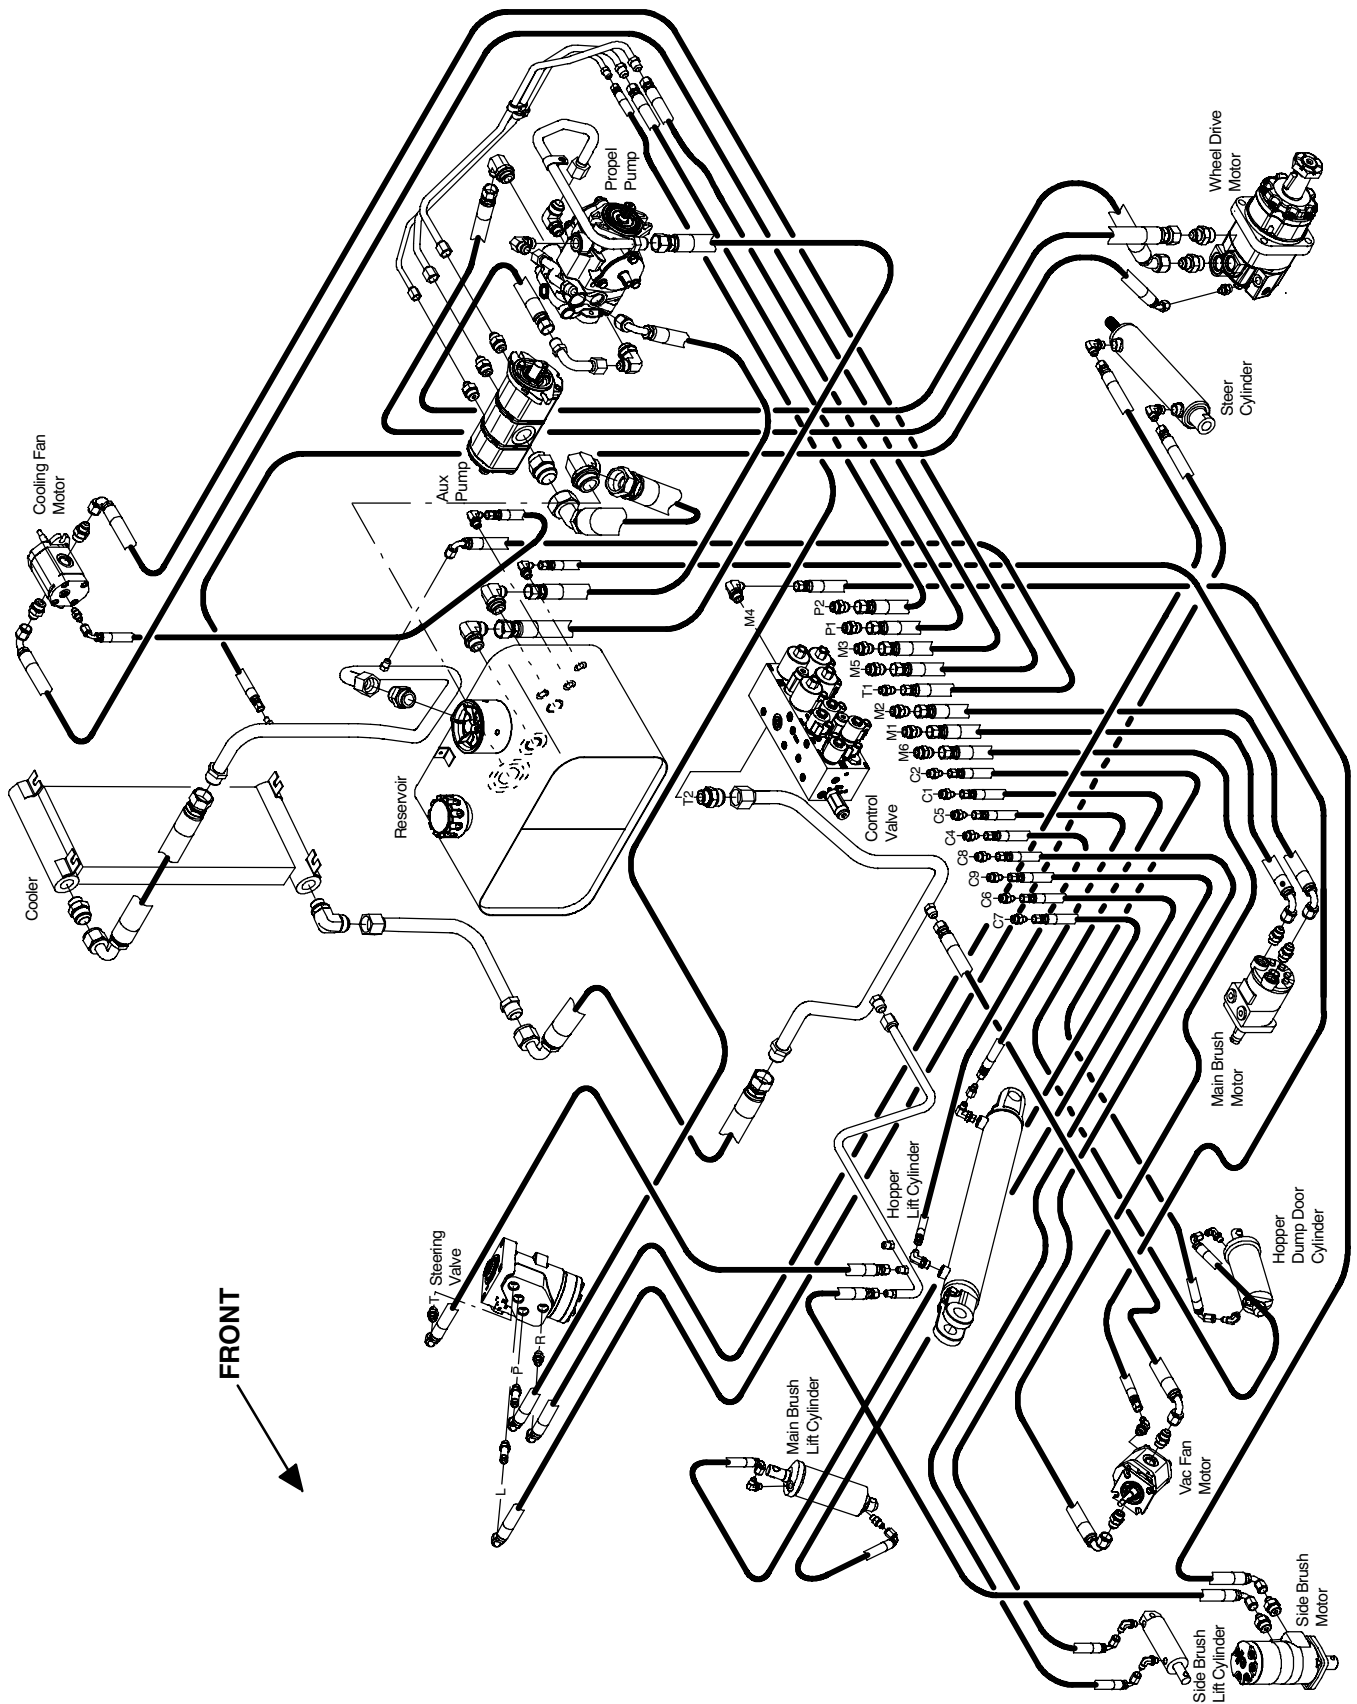 FRONT
Cooler
Cooling Fan
Motor
Reservoir
Aux
Pump
Propel
Pump
Wheel Drive
Motor
Steer
Cylinder
Control
Valve
M4
P2
P1
M3
M5
T1
M2
M1
M6
C2
C1
C5
C4
C8
C9
C6
C7
T2
Steering
Valve
T
R
P
L
Hopper
Lift Cylinder
Main Brush
Lift Cylinder
Main Brush
Motor
Hopper
Dump Door
Cylinder
Vac Fan
Motor
Side Brush
Motor
Side Brush
Lift Cylinder